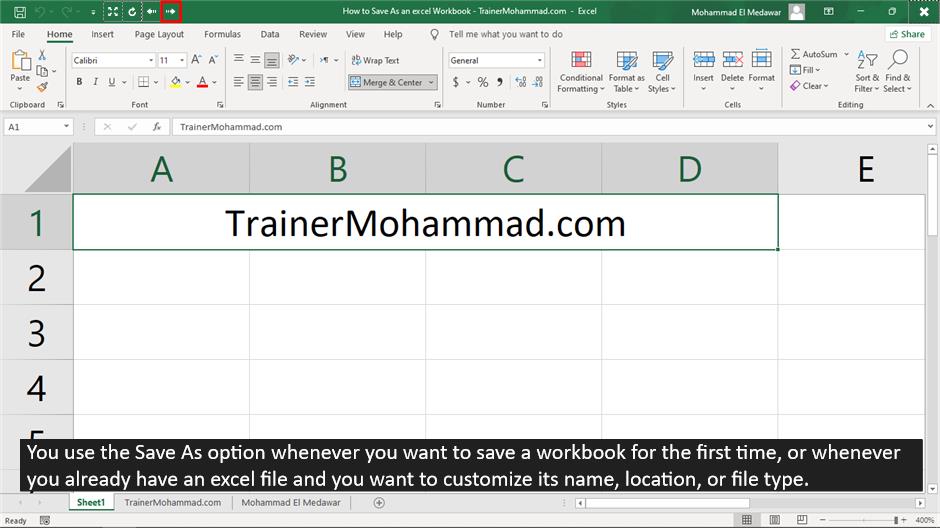 How to Save As an excel Workbook - TrainerMohammad.com - Excel
Mohammad El Medawar
File Home Insert Page Layout Formulas Data Review View Help Tell me what you want to do Share
Calibri 11 Wrap Text General AutoSum
Paste B I U Merge & Center $ % Conditional Formatting Format as Table Cell Styles Insert Delete Format Fill Clear Sort & Filter Find & Select
Clipboard Font Alignment Number Styles Cells Editing
A1 fx TrainerMohammad.com
A B C D E
1 TrainerMohammad.com
2
3
4
5
You use the Save As option whenever you want to save a workbook for the first time, or whenever
you already have an excel file and you want to customize its name, location, or file type.
Sheet1 TrainerMohammad.com Mohammad El Medawar
Ready 400%